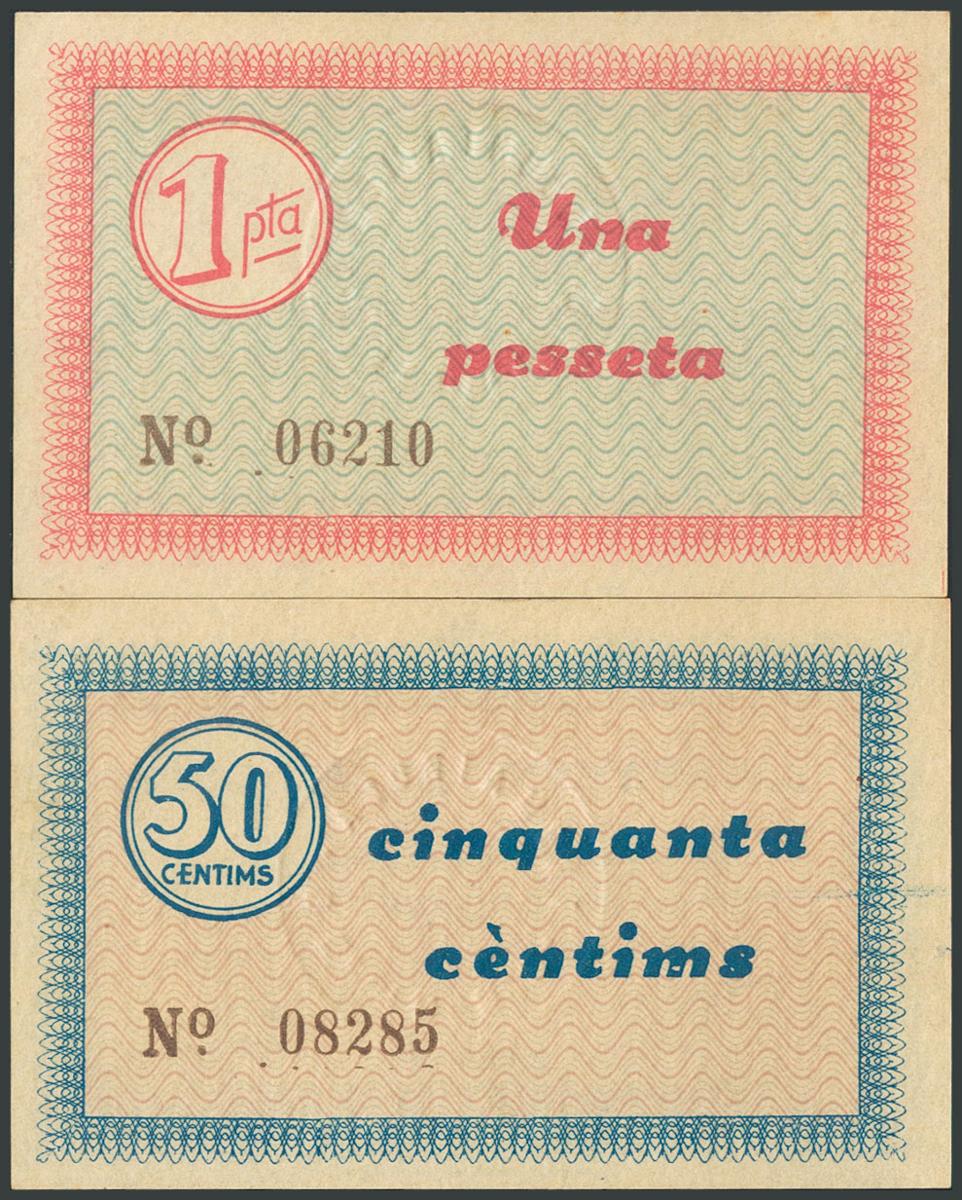 1 pta
Una
pesseta
Nº 06210
50
CENTIMS
cinquanta
cèntims
Nº 08285